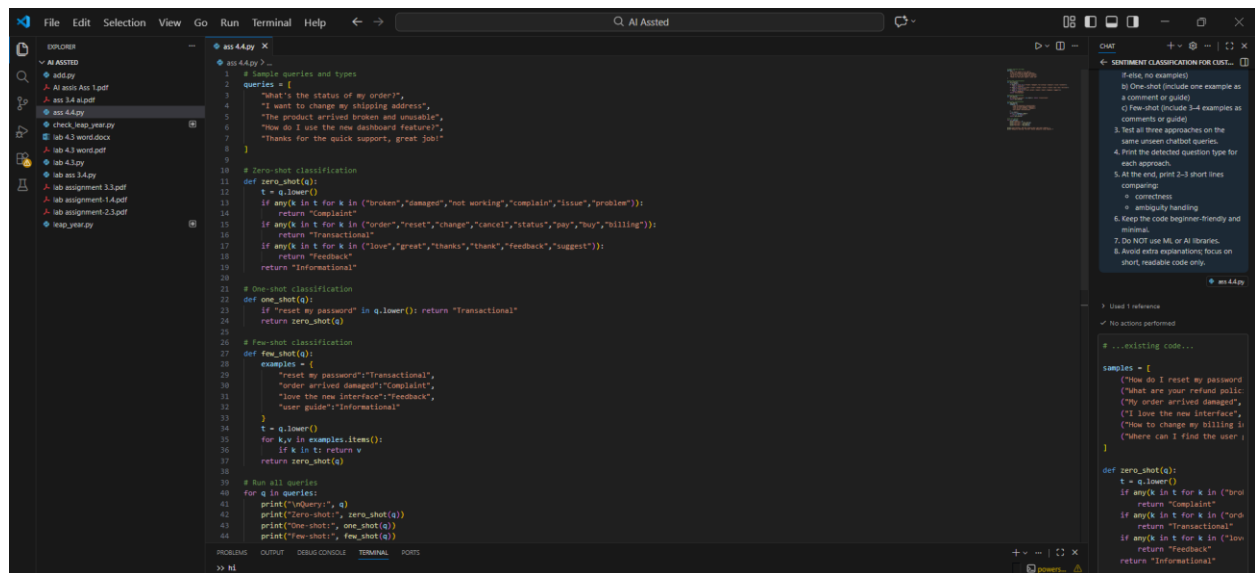 File Edit Selection View Go Run Terminal Help
AI Assted
EXPLORER
AI ASSTED
add.py
AI assis Ass 1.pdf
ass 3.4 ai.pdf
ass 4.4.py
check_leap_year.py
lab 4.3 word.docx
lab 4.3 word.pdf
lab 4.3.py
lab ass 3.4.py
lab assignment 3.3.pdf
lab assignment-1.4.pdf
lab assignment-2.3.pdf
leap_year.py
ass 4.4.py
ass 4.4.py > ...
1 # Sample queries and types
2 queries = [
3 "What's the status of my order?",
4 "I want to change my shipping address",
5 "The product arrived broken and unusable",
6 "How do I use the new dashboard feature?",
7 "Thanks for the quick support, great job!"
8 ]
9
10 # Zero-shot classification
11 def zero_shot(q):
12 t = q.lower()
13 if any(k in t for k in ("broken","damaged","not working","complain","issue","problem")):
14 return "Complaint"
15 if any(k in t for k in ("order","reset","change","cancel","status","pay","buy","billing")):
16 return "Transactional"
17 if any(k in t for k in ("love","great","thanks","thank","feedback","suggest")):
18 return "Feedback"
19 return "Informational"
20
21 # One-shot classification
22 def one_shot(q):
23 if "reset my password" in q.lower(): return "Transactional"
24 return zero_shot(q)
25
26 # Few-shot classification
27 def few_shot(q):
28 examples = {
29 "reset my password":"Transactional",
30 "order arrived damaged":"Complaint",
31 "love the new interface":"Feedback",
32 "user guide":"Informational"
33 }
34 t = q.lower()
35 for k,v in examples.items():
36 if k in t: return v
37 return zero_shot(q)
38
39 # Run all queries
40 for q in queries:
41 print("\nQuery:", q)
42 print("Zero-shot:", zero_shot(q))
43 print("One-shot:", one_shot(q))
44 print("Few-shot:", few_shot(q))
PROBLEMS OUTPUT DEBUG CONSOLE TERMINAL PORTS
>> hi
powers...
CHAT
SENTIMENT CLASSIFICATION FOR CUST...
if-else, no examples)
b) One-shot (include one example as
a comment or guide)
c) Few-shot (include 3–4 examples as
comments or guide)
3. Test all three approaches on the
same unseen chatbot queries.
4. Print the detected question type for
each approach.
5. At the end, print 2–3 short lines
comparing:
correctness
ambiguity handling
6. Keep the code beginner-friendly and
minimal.
7. Do NOT use ML or AI libraries.
8. Avoid extra explanations; focus on
short, readable code only.
ass 4.4.py
Used 1 reference
No actions performed
# ...existing code...
samples = [
("How do I reset my password
("What are your refund polic
("My order arrived damaged",
("I love the new interface",
("How to change my billing i
("Where can I find the user
]
def zero_shot(q):
t = q.lower()
if any(k in t for k in ("bro
return "Complaint"
if any(k in t for k in ("ord
return "Transactional"
if any(k in t for k in ("lov
return "Feedback"
return "Informational"